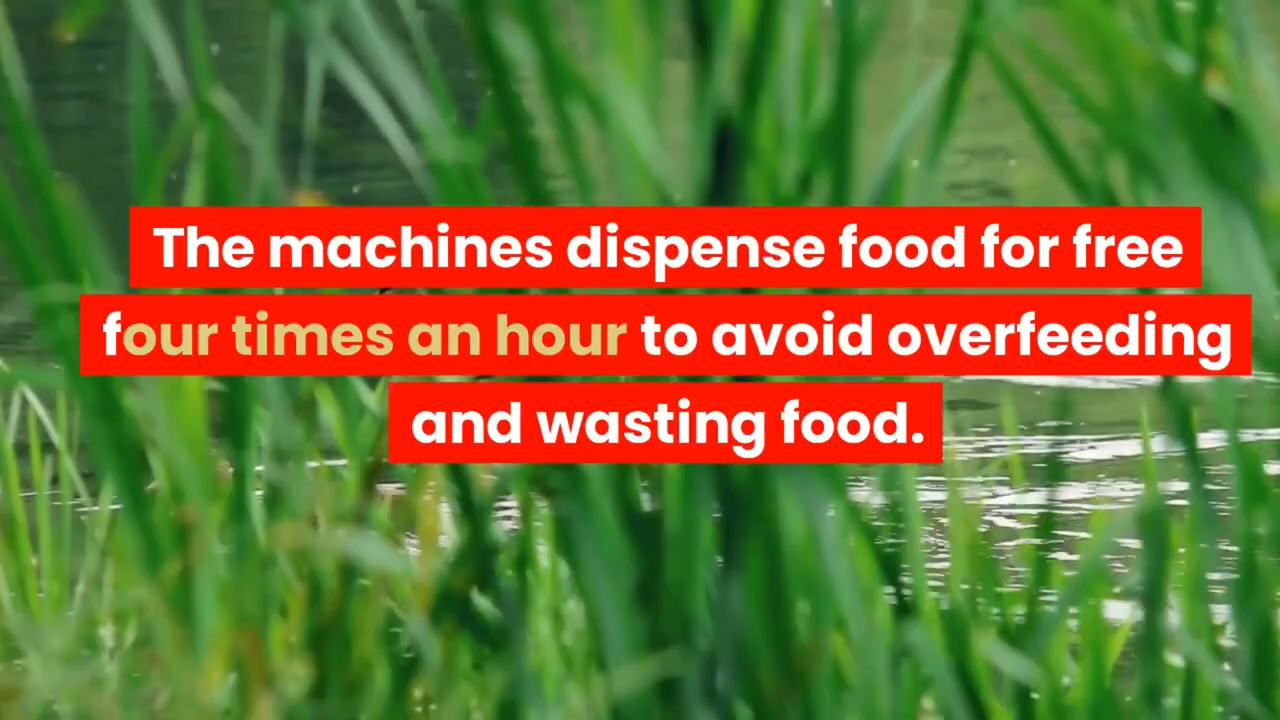 The machines dispense food for free
four times an hour to avoid overfeeding
and wasting food.